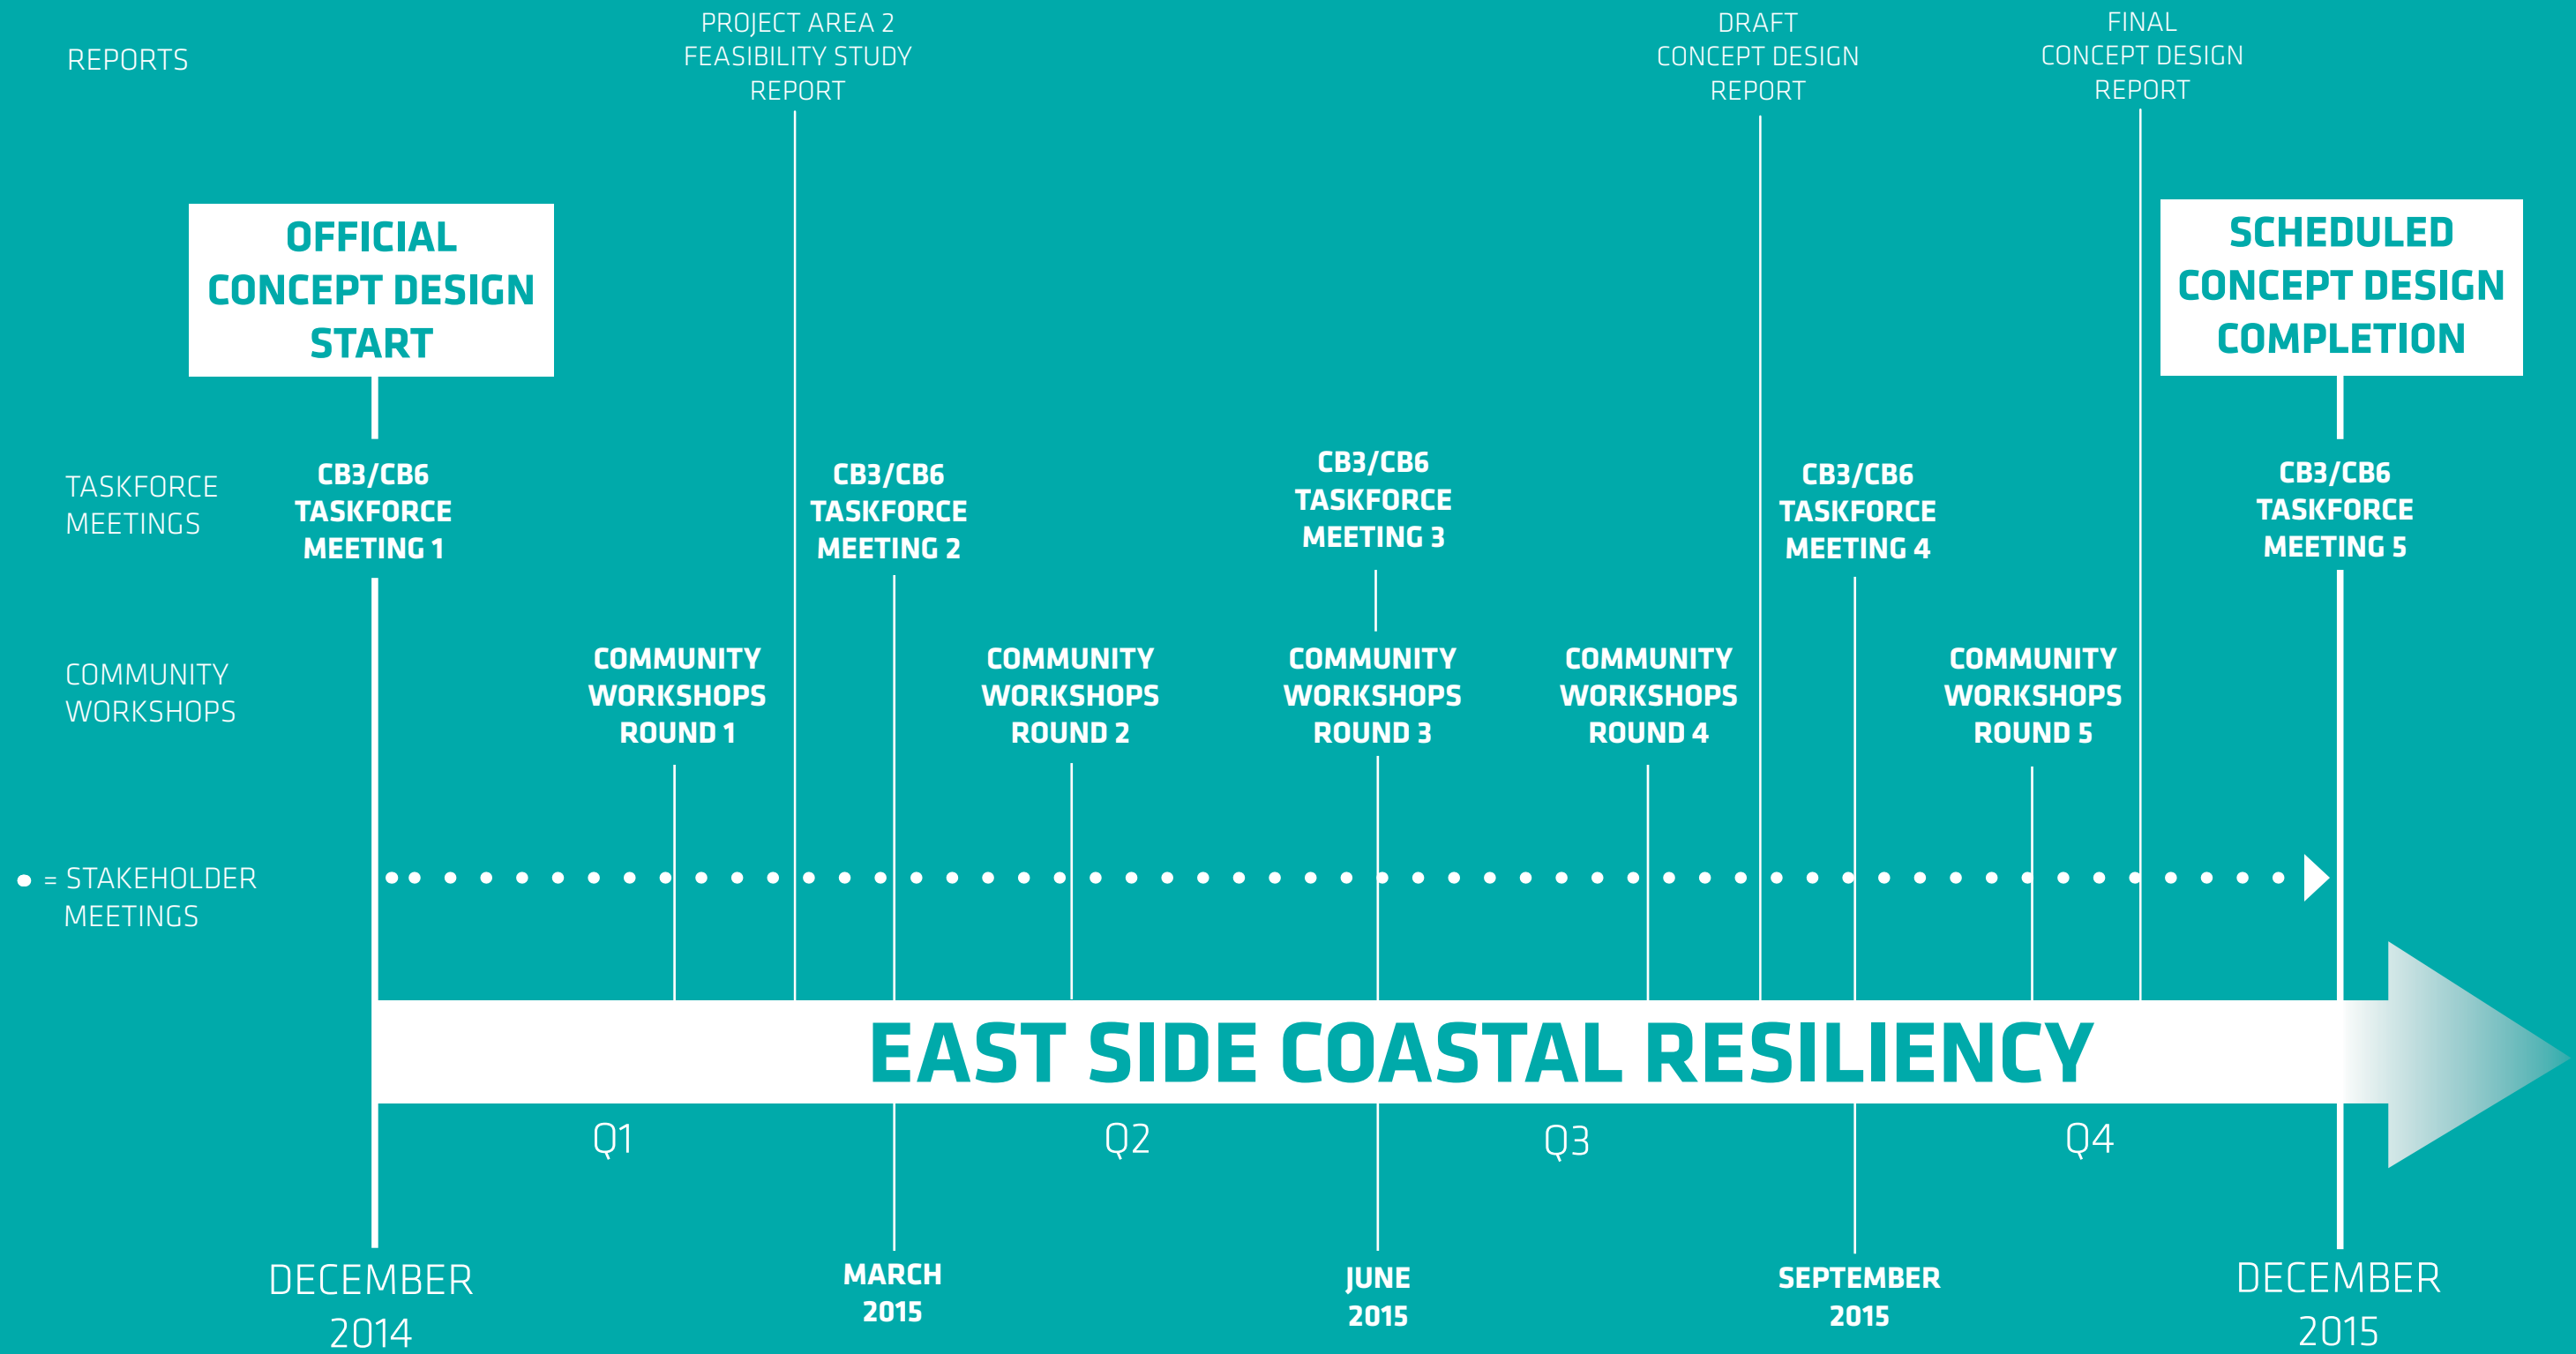 REPORTS
PROJECT AREA 2
FEASIBILITY STUDY
REPORT
DRAFT
CONCEPT DESIGN
REPORT
FINAL
CONCEPT DESIGN
REPORT
OFFICIAL
CONCEPT DESIGN
START
SCHEDULED
CONCEPT DESIGN
COMPLETION
TASKFORCE
MEETINGS
CB3/CB6
TASKFORCE
MEETING 1
CB3/CB6
TASKFORCE
MEETING 2
CB3/CB6
TASKFORCE
MEETING 3
CB3/CB6
TASKFORCE
MEETING 4
CB3/CB6
TASKFORCE
MEETING 5
COMMUNITY
WORKSHOPS
COMMUNITY
WORKSHOPS
ROUND 1
COMMUNITY
WORKSHOPS
ROUND 2
COMMUNITY
WORKSHOPS
ROUND 3
COMMUNITY
WORKSHOPS
ROUND 4
COMMUNITY
WORKSHOPS
ROUND 5
= STAKEHOLDER
MEETINGS
EAST SIDE COASTAL RESILIENCY
Q1
Q2
Q3
Q4
DECEMBER
2014
MARCH
2015
JUNE
2015
SEPTEMBER
2015
DECEMBER
2015